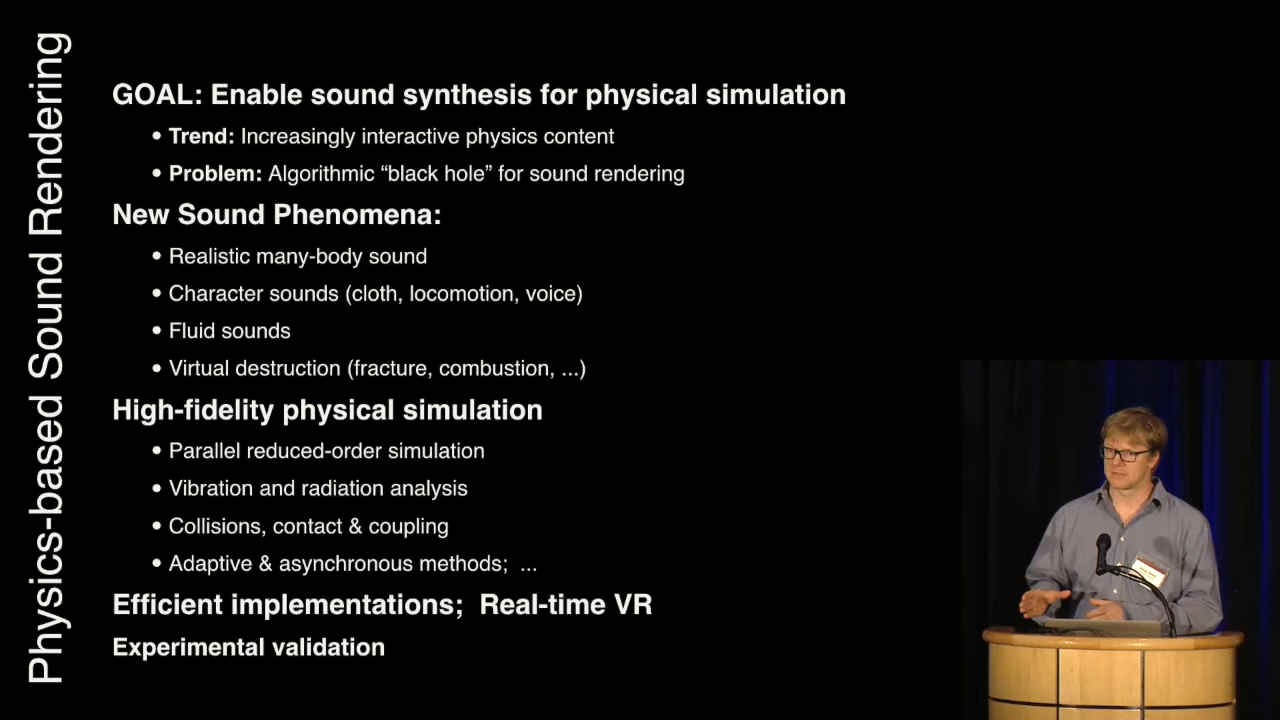 Physics-based Sound Rendering
GOAL: Enable sound synthesis for physical simulation
• Trend: Increasingly interactive physics content
• Problem: Algorithmic “black hole” for sound rendering
New Sound Phenomena:
• Realistic many-body sound
• Character sounds (cloth, locomotion, voice)
• Fluid sounds
• Virtual destruction (fracture, combustion, ...)
High-fidelity physical simulation
• Parallel reduced-order simulation
• Vibration and radiation analysis
• Collisions, contact & coupling
• Adaptive & asynchronous methods; ...
Efficient implementations; Real-time VR
Experimental validation